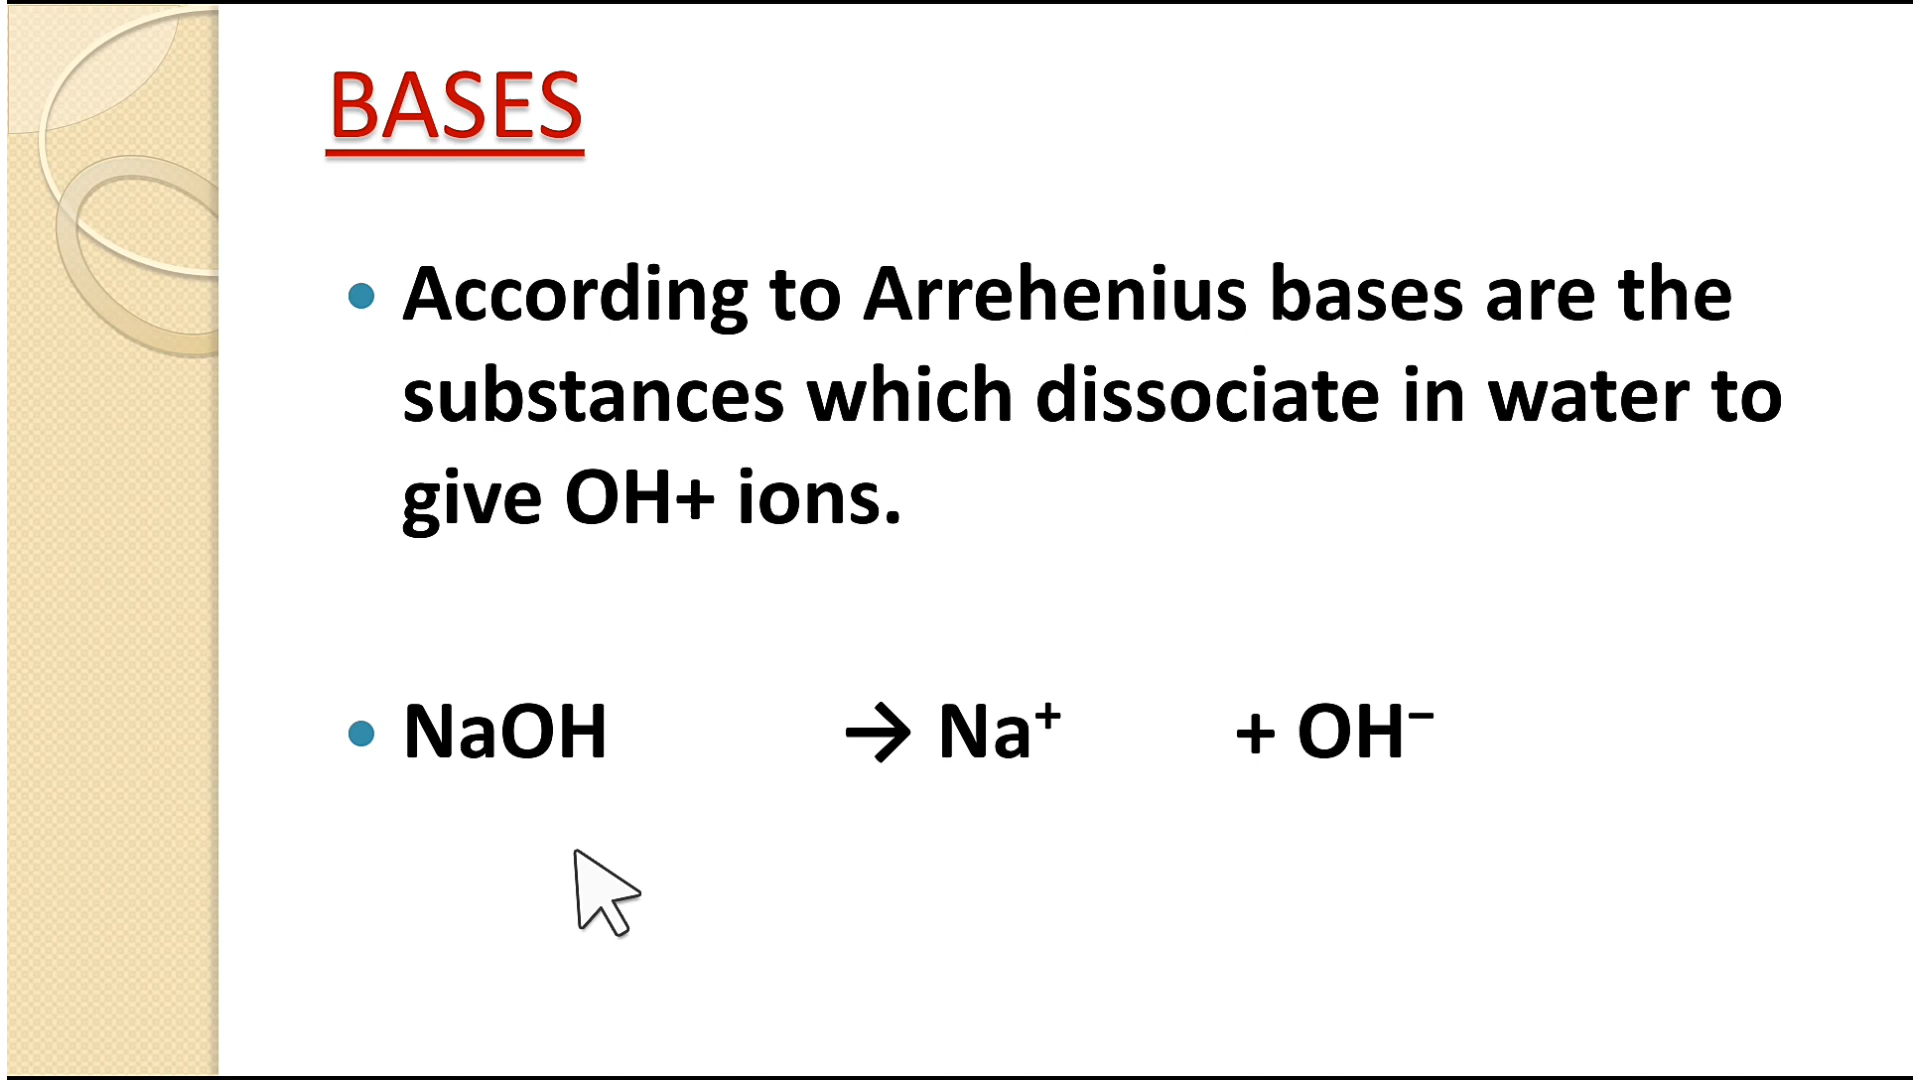 BASES
• According to Arrehenius bases are the
substances which dissociate in water to
give OH+ ions.
• NaOH → Na⁺ + OH⁻